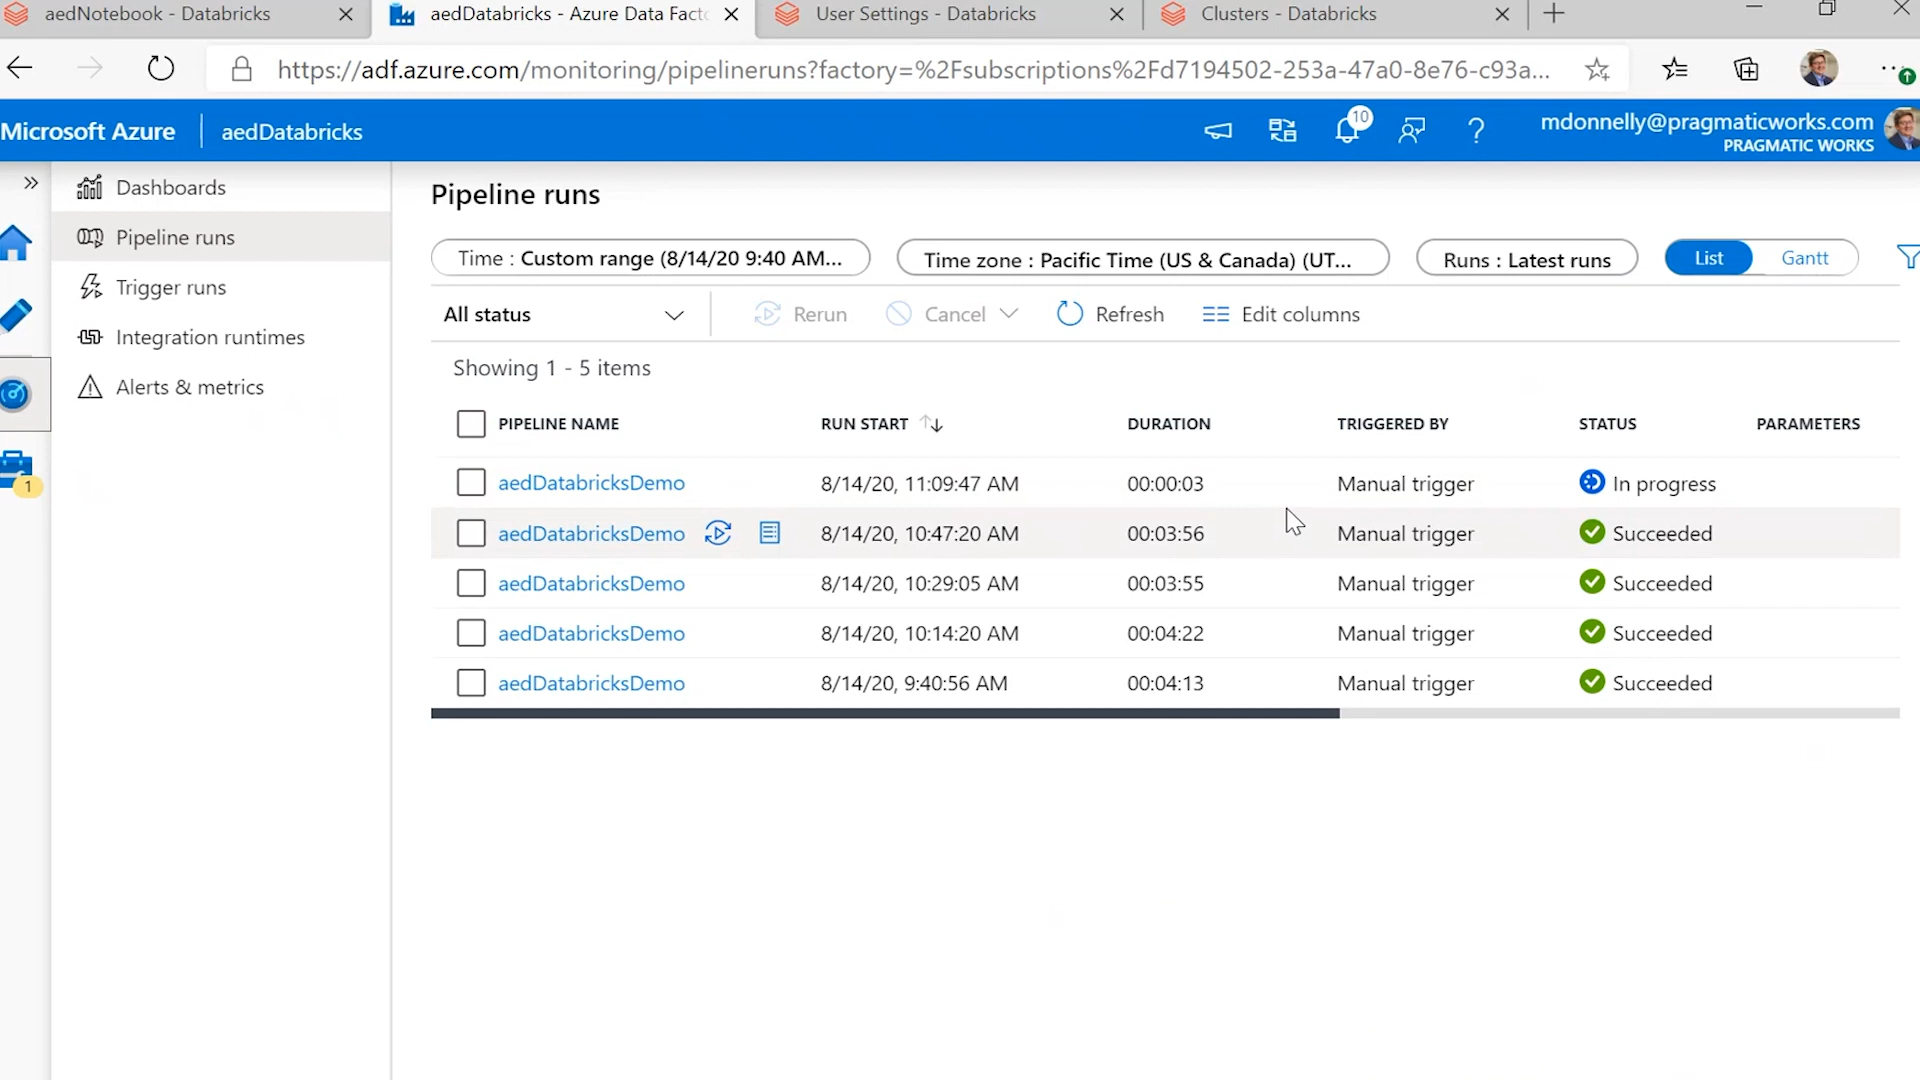 aedNotebook - Databricks
aedDatabricks - Azure Data Facto
User Settings - Databricks
Clusters - Databricks
https://adf.azure.com/monitoring/pipelineruns?factory=%2Fsubscriptions%2Fd7194502-253a-47a0-8e76-c93a...
Microsoft Azure
aedDatabricks
10
mdonnelly@pragmaticworks.com
PRAGMATIC WORKS
Dashboards
Pipeline runs
Trigger runs
Integration runtimes
Alerts & metrics
1
Pipeline runs
Time : Custom range (8/14/20 9:40 AM...
Time zone : Pacific Time (US & Canada) (UT...
Runs : Latest runs
List
Gantt
All status
Rerun
Cancel
Refresh
Edit columns
Showing 1 - 5 items
PIPELINE NAME RUN START DURATION TRIGGERED BY STATUS PARAMETERS
aedDatabricksDemo 8/14/20, 11:09:47 AM 00:00:03 Manual trigger In progress
aedDatabricksDemo 8/14/20, 10:47:20 AM 00:03:56 Manual trigger Succeeded
aedDatabricksDemo 8/14/20, 10:29:05 AM 00:03:55 Manual trigger Succeeded
aedDatabricksDemo 8/14/20, 10:14:20 AM 00:04:22 Manual trigger Succeeded
aedDatabricksDemo 8/14/20, 9:40:56 AM 00:04:13 Manual trigger Succeeded